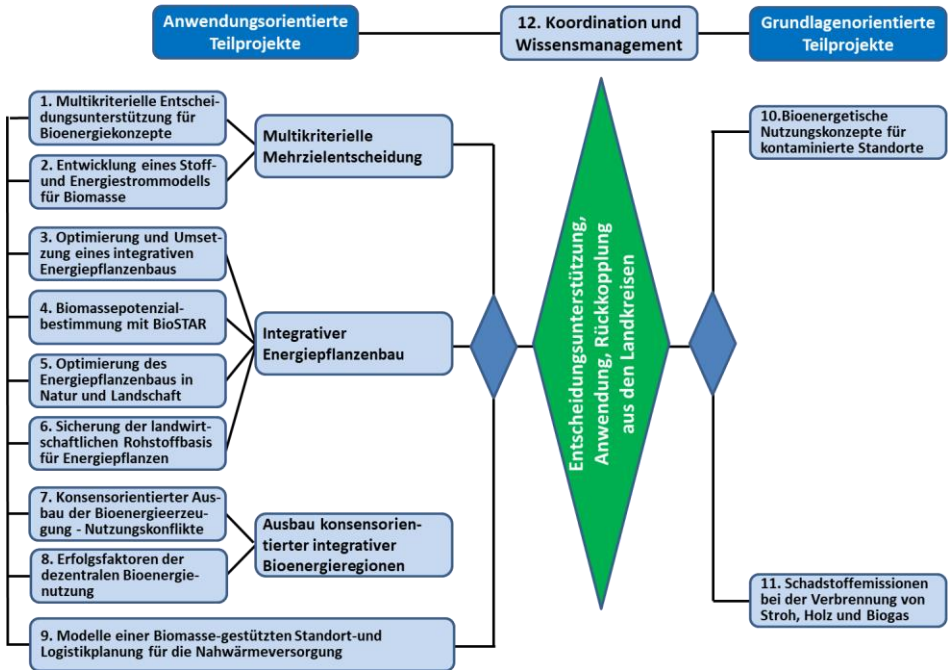 Anwendungsorientierte
Teilprojekte
12. Koordination und
Wissensmanagement
Grundlagenorientierte
Teilprojekte
1. Multikriterielle Entschei-
dungsunterstützung für
Bioenergiekonzepte
2. Entwicklung eines Stoff-
und Energiestrommodells
für Biomasse
Multikriterielle
Mehrzielentscheidung
3. Optimierung und Umset-
zung eines integrativen
Energiepflanzenbaus
4. Biomassepotenzial-
bestimmung mit BioSTAR
5. Optimierung des
Energiepflanzenbaus in
Natur und Landschaft
6. Sicherung der landwirt-
schaftlichen Rohstoffbasis
für Energiepflanzen
Integrativer
Energiepflanzenbau
7. Konsensorientierter Aus-
bau der Bioenergieerzeu-
gung - Nutzungskonflikte
8. Erfolgsfaktoren der
dezentralen Bioenergie-
nutzung
Ausbau konsensorien-
tierter integrativer
Bioenergieregionen
9. Modelle einer Biomasse-gestützten Standort-und
Logistikplanung für die Nahwärmeversorgung
Entscheidungsunterstützung,
Anwendung, Rückkopplung
aus den Landkreisen
10.Bioenergetische
Nutzungskonzepte für
kontaminierte Standorte
11. Schadstoffemissionen
bei der Verbrennung von
Stroh, Holz und Biogas